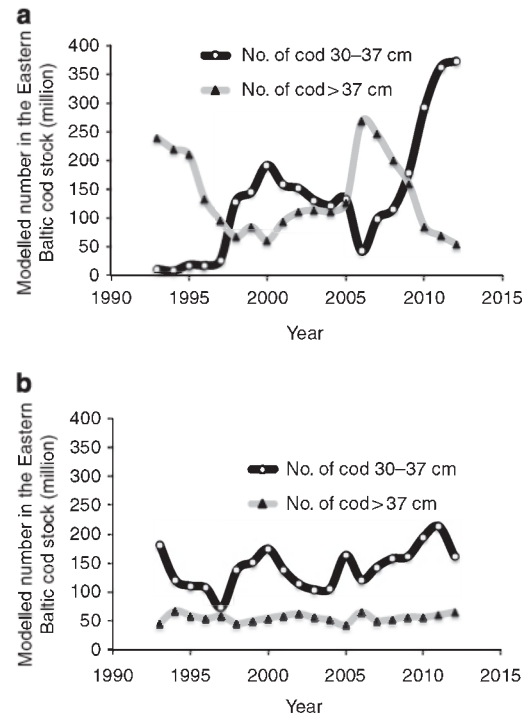 a
Modelled number in the Eastern
Baltic cod stock (million)
400
350
300
250
200
150
100
50
0
No. of cod 30–37 cm
No. of cod > 37 cm
1990 1995 2000 2005 2010 2015
Year
b
Modelled number in the Eastern
Baltic cod stock (million)
400
350
300
250
200
150
100
50
0
No. of cod 30–37 cm
No. of cod > 37 cm
1990 1995 2000 2005 2010 2015
Year